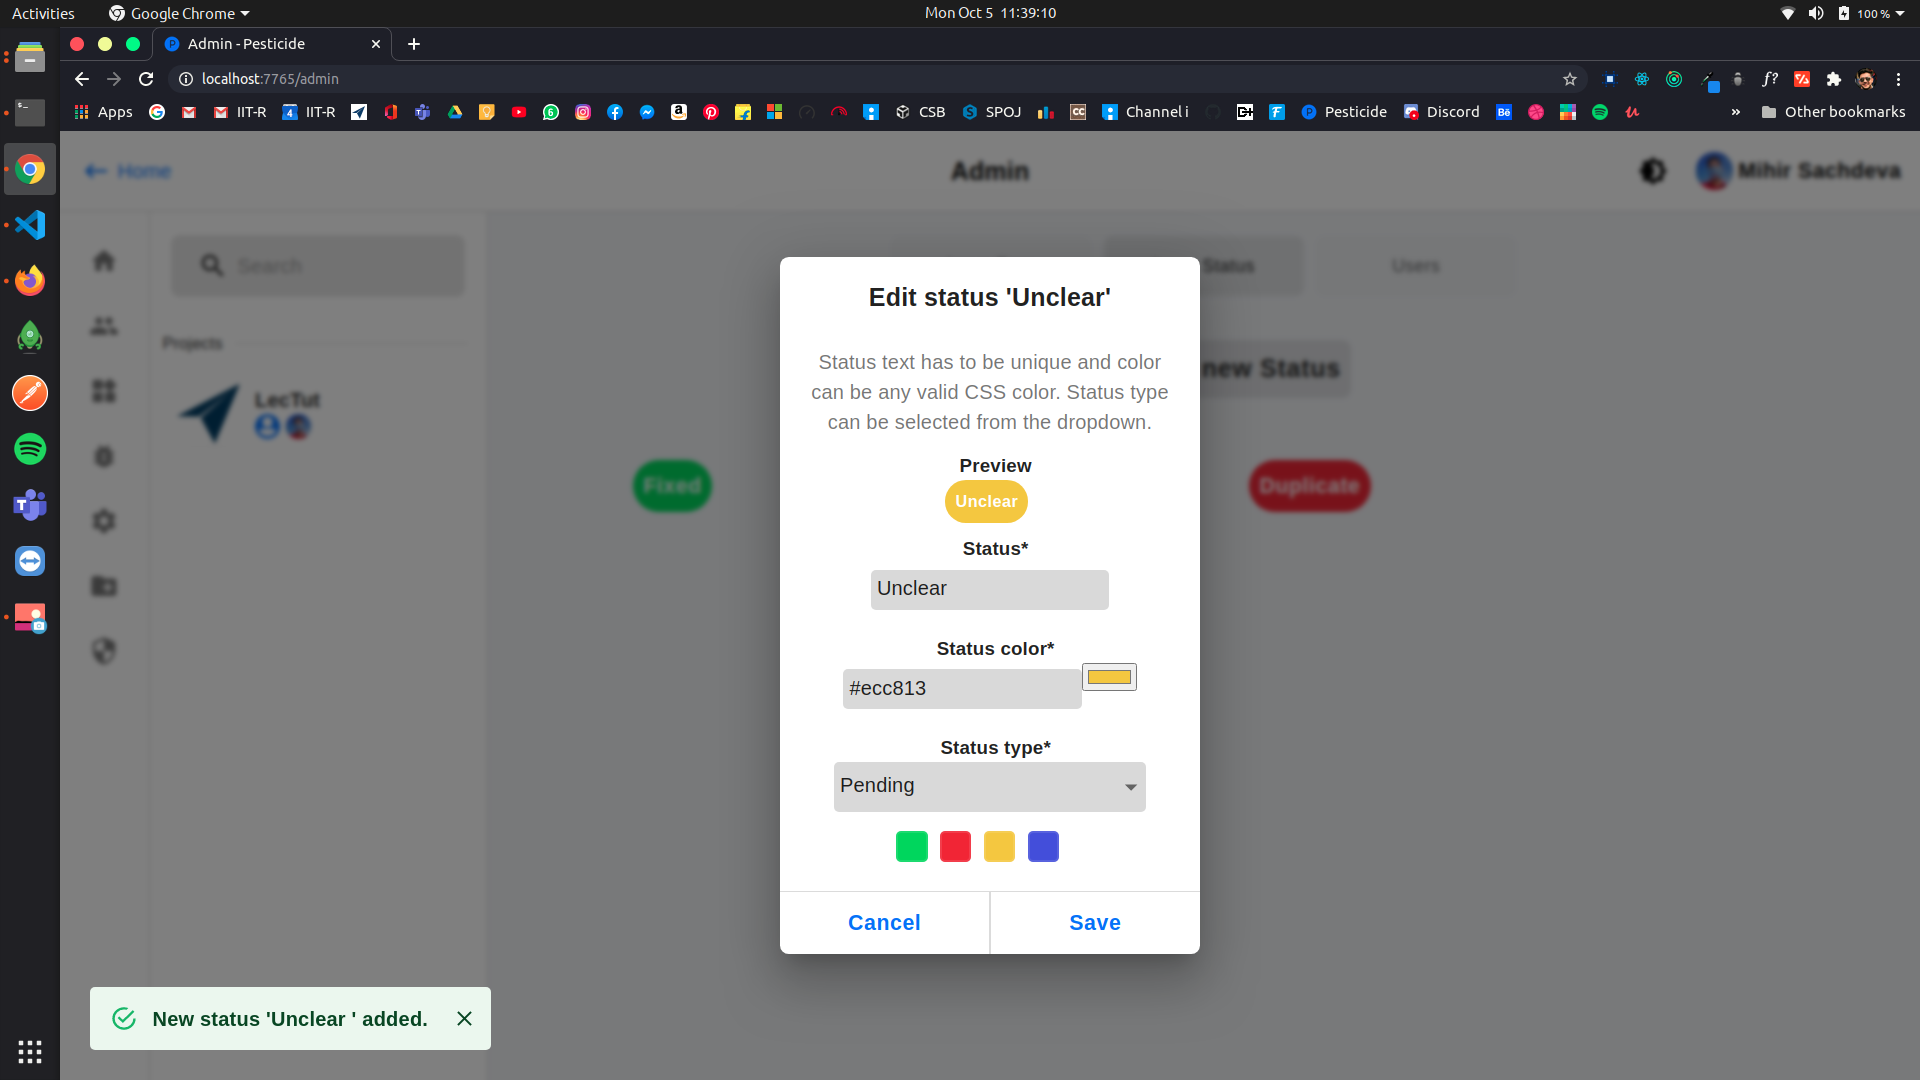 Activities
Google Chrome
Mon Oct 5 11:39:10
100 %
Admin - Pesticide
localhost:7765/admin
f?
Apps
IIT-R
4
IIT-R
6
CSB
SPOJ
CC
Channel i
G+
Pesticide
Discord
Bē
»
Other bookmarks
Home
Admin
Mihir Sachdeva
Search
Status
Users
Projects
LecTut
new Status
Fixed
Duplicate
Edit status 'Unclear'
Status text has to be unique and color
can be any valid CSS color. Status type
can be selected from the dropdown.
Preview
Unclear
Status*
Unclear
Status color*
#ecc813
Status type*
Pending
Cancel
Save
New status 'Unclear ' added.